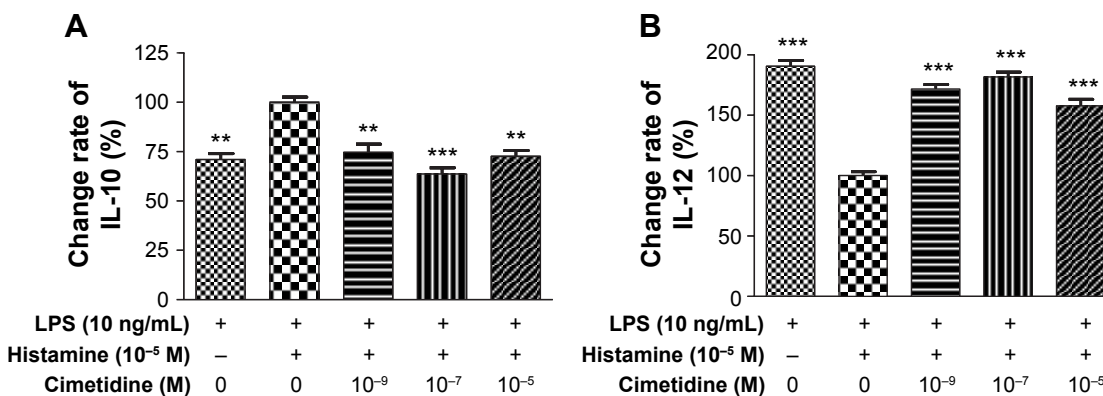 A
Change rate of
IL-10 (%)
125
100
75
50
25
0
**
**
***
**
LPS (10 ng/mL) + + + + +
Histamine (10⁻⁵ M) – + + + +
Cimetidine (M) 0 0 10⁻⁹ 10⁻⁷ 10⁻⁵
B
Change rate of
IL-12 (%)
200
150
100
50
0
***
***
***
***
LPS (10 ng/mL) + + + + +
Histamine (10⁻⁵ M) – + + + +
Cimetidine (M) 0 0 10⁻⁹ 10⁻⁷ 10⁻⁵